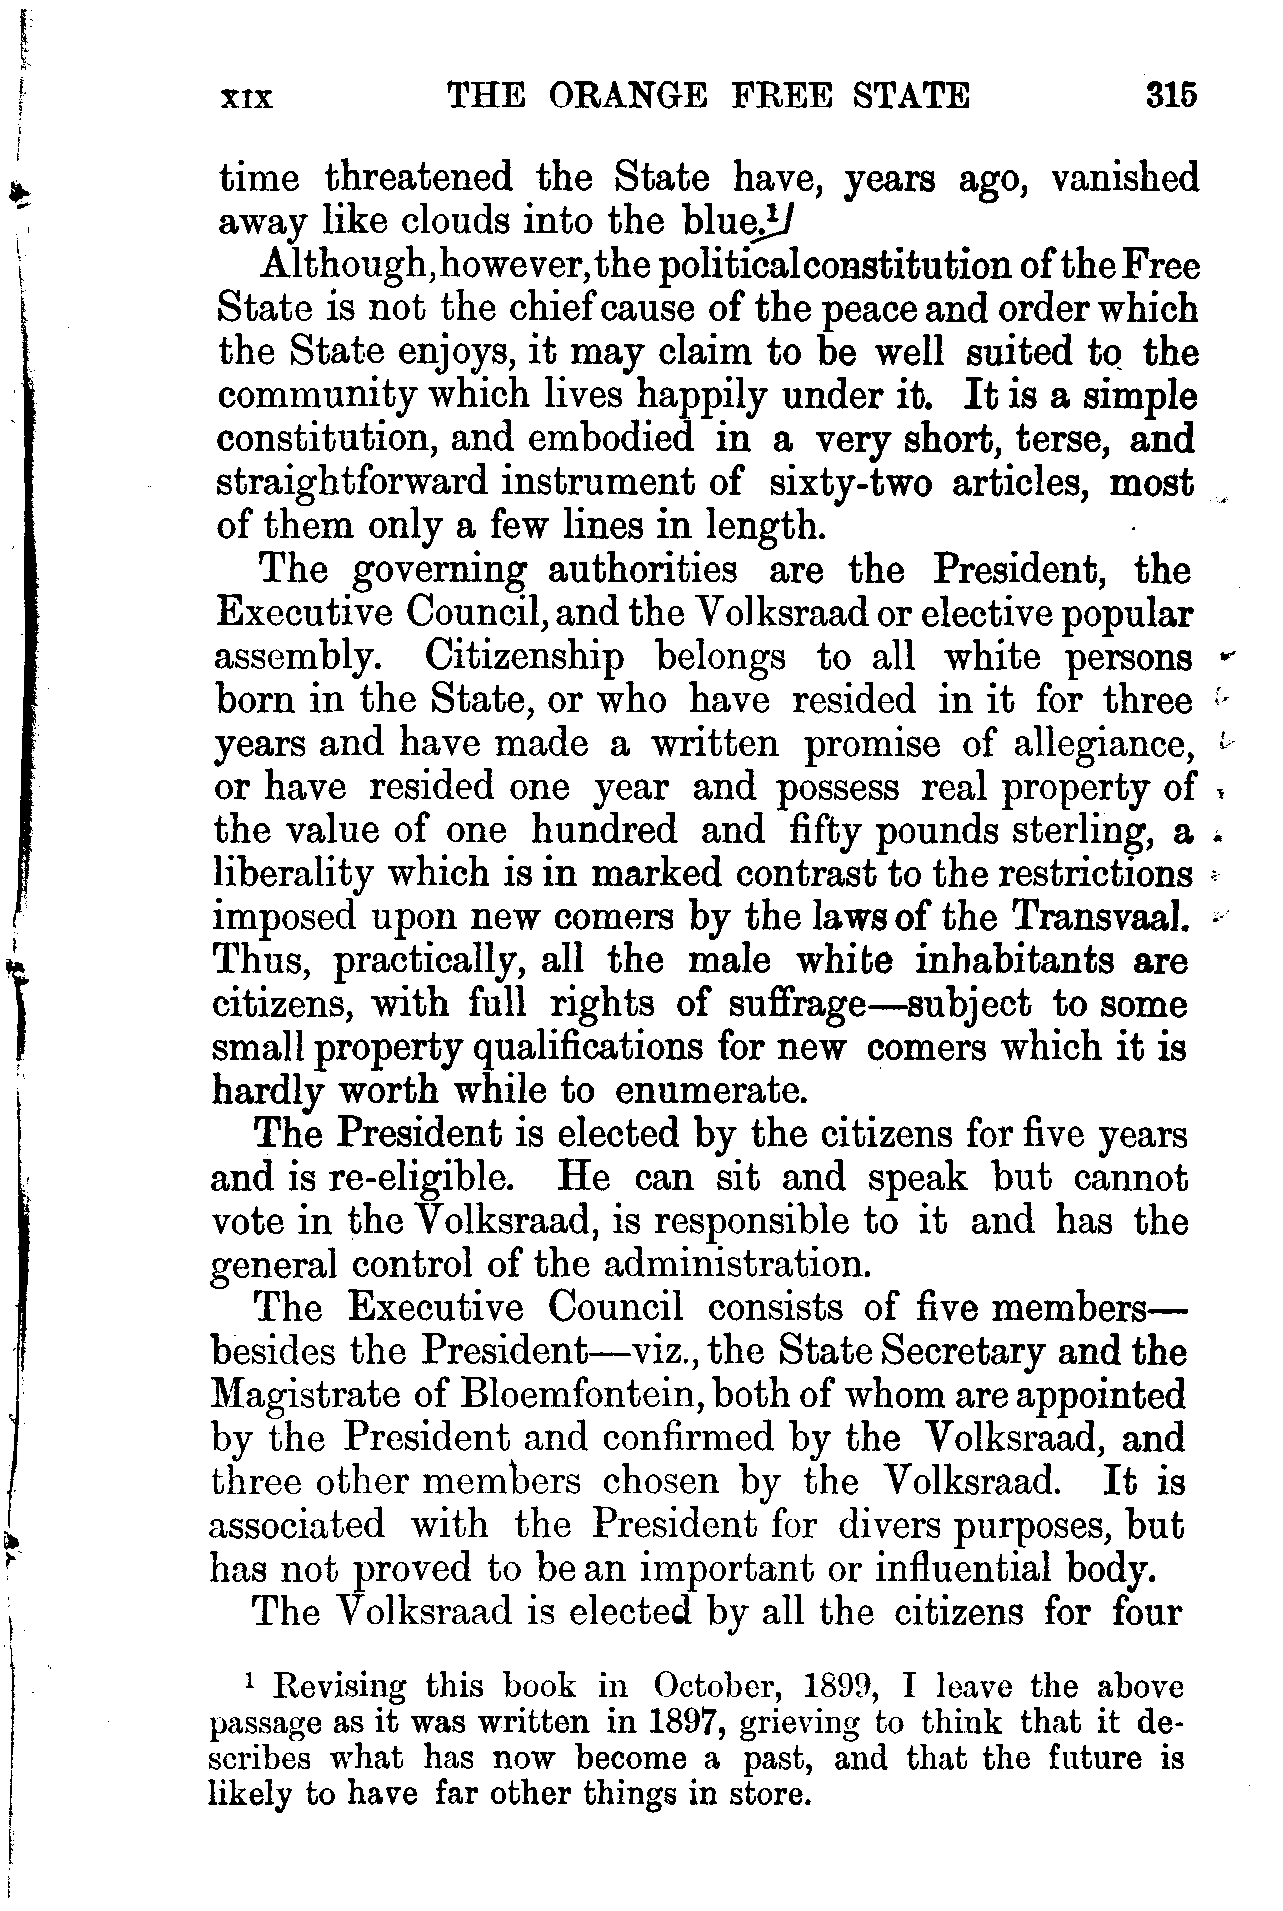 XIX THE ORANGE FREE STATE 315
time threatened the State have, years ago, vanished
away like clouds into the blue.¹
Although, however, the political constitution of the Free
State is not the chief cause of the peace and order which
the State enjoys, it may claim to be well suited to the
community which lives happily under it. It is a simple
constitution, and embodied in a very short, terse, and
straightforward instrument of sixty-two articles, most
of them only a few lines in length.
The governing authorities are the President, the
Executive Council, and the Volksraad or elective popular
assembly. Citizenship belongs to all white persons
born in the State, or who have resided in it for three
years and have made a written promise of allegiance,
or have resided one year and possess real property of
the value of one hundred and fifty pounds sterling, a
liberality which is in marked contrast to the restrictions
imposed upon new comers by the laws of the Transvaal.
Thus, practically, all the male white inhabitants are
citizens, with full rights of suffrage—subject to some
small property qualifications for new comers which it is
hardly worth while to enumerate.
The President is elected by the citizens for five years
and is re-eligible. He can sit and speak but cannot
vote in the Volksraad, is responsible to it and has the
general control of the administration.
The Executive Council consists of five members—
besides the President—viz., the State Secretary and the
Magistrate of Bloemfontein, both of whom are appointed
by the President and confirmed by the Volksraad, and
three other members chosen by the Volksraad. It is
associated with the President for divers purposes, but
has not proved to be an important or influential body.
The Volksraad is elected by all the citizens for four
¹ Revising this book in October, 1899, I leave the above
passage as it was written in 1897, grieving to think that it de-
scribes what has now become a past, and that the future is
likely to have far other things in store.